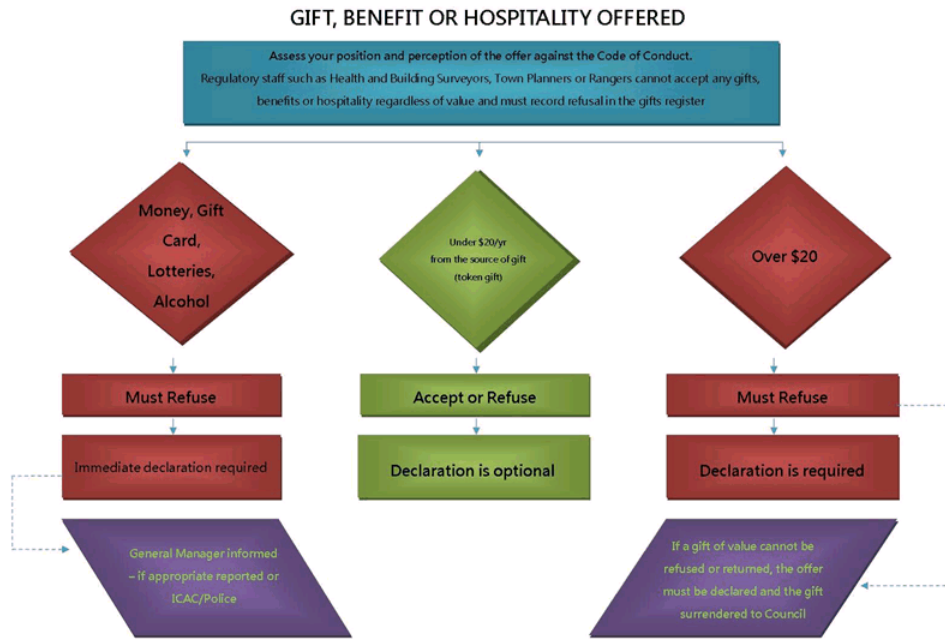 GIFT, BENEFIT OR HOSPITALITY OFFERED
Assess your position and perception of the offer against the Code of Conduct.
Regulatory staff such as Health and Building Surveyors, Town Planners or Rangers cannot accept any gifts,
benefits or hospitality regardless of value and must record refusal in the gifts register
Money, Gift
Card,
Lotteries,
Alcohol
Under $20/yr
from the source of gift
(token gift)
Over $20
Must Refuse
Accept or Refuse
Must Refuse
Immediate declaration required
Declaration is optional
Declaration is required
General Manager informed
– if appropriate reported or
ICAC/Police
If a gift of value cannot be
refused or returned, the offer
must be declared and the gift
surrendered to Council